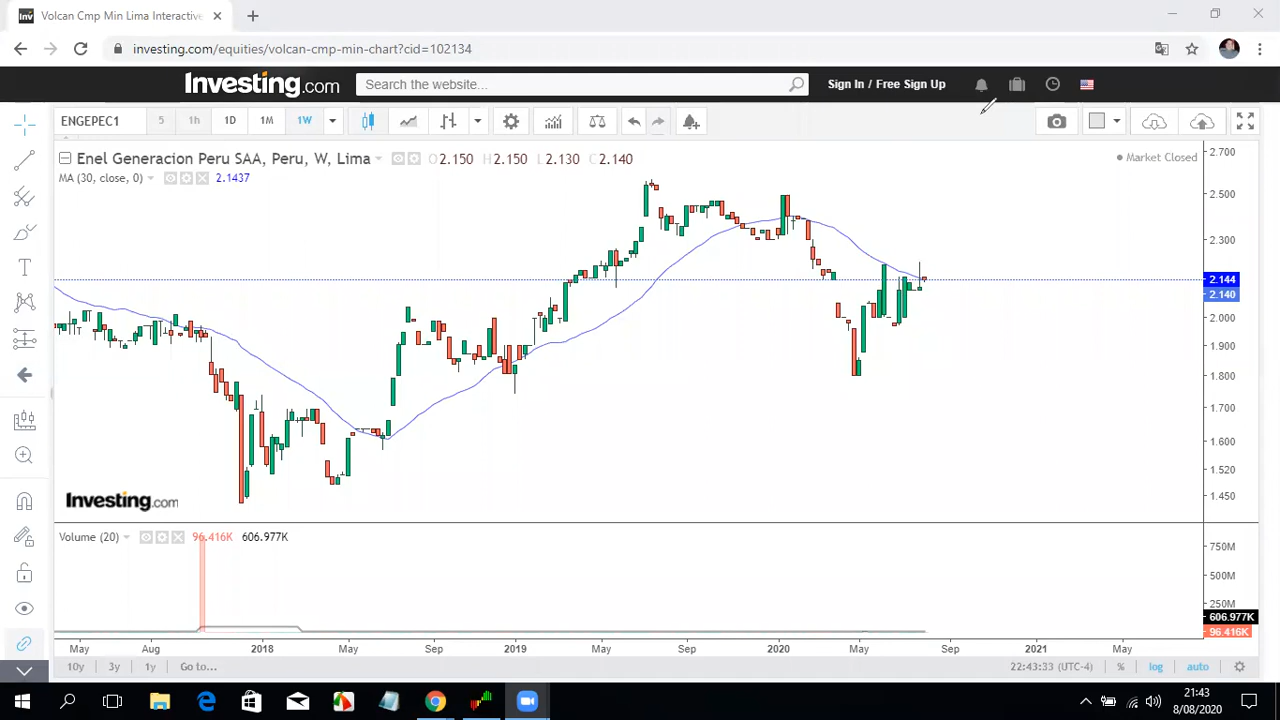 Inv Volcan Cmp Min Lima Interactive
investing.com/equities/volcan-cmp-min-chart?cid=102134
Investing.com
Search the website...
Sign In / Free Sign Up
ENGEPEC1 5 1h 1D 1M 1W
Enel Generacion Peru SAA, Peru, W, Lima O2.150 H2.150 L2.130 C2.140
Market Closed
MA (30, close, 0) 2.1437
2.700
2.500
2.300
2.144
2.140
2.000
1.900
1.800
1.700
1.600
1.520
1.450
Investing.com
Volume (20) 96.416K 606.977K
750M
500M
250M
606.977K
96.416K
May Aug 2018 May Sep 2019 May Sep 2020 May Sep 2021 May
10y 3y 1y Go to... 22:43:33 (UTC-4) % log auto
21:43
8/08/2020